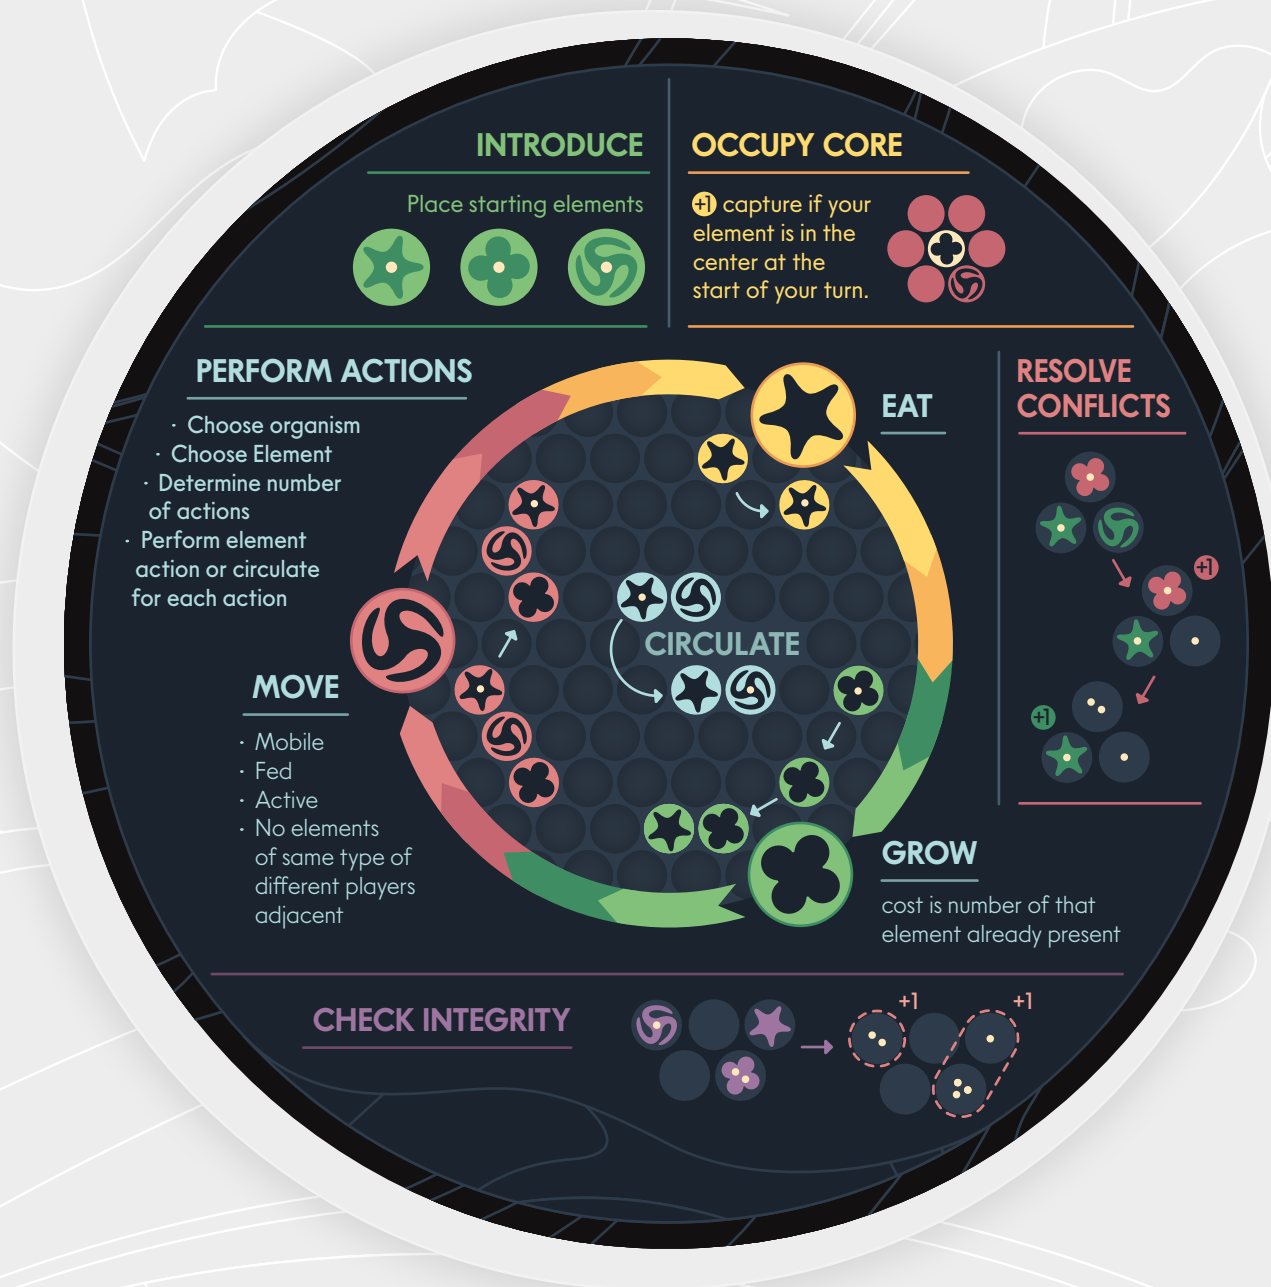 INTRODUCE
Place starting elements
OCCUPY CORE
+1 capture if your
element is in the
center at the
start of your turn.
PERFORM ACTIONS
· Choose organism
· Choose Element
· Determine number
of actions
· Perform element
action or circulate
for each action
EAT
RESOLVE
CONFLICTS
+1
+1
CIRCULATE
MOVE
· Mobile
· Fed
· Active
· No elements
of same type of
different players
adjacent
GROW
cost is number of that
element already present
CHECK INTEGRITY
+1
+1